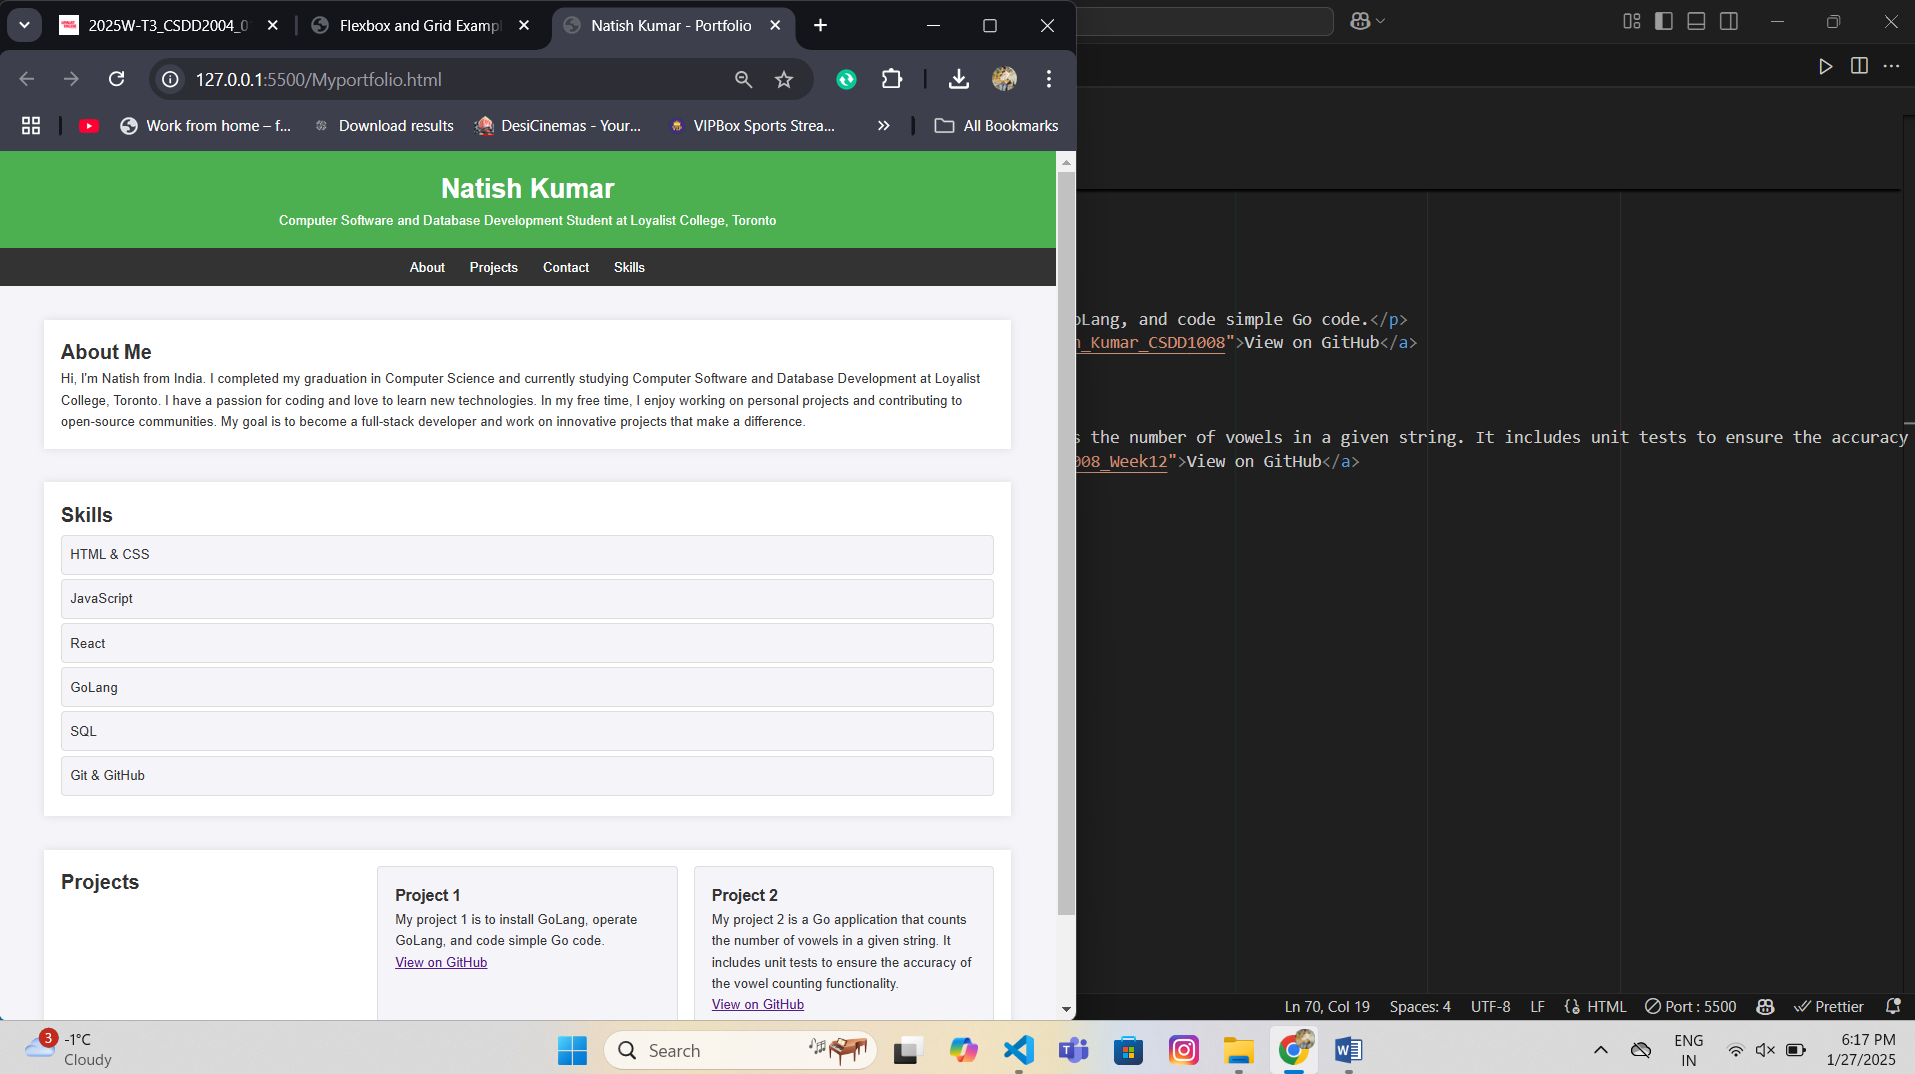 2025W-T3_CSDD2004_0
Flexbox and Grid Exampl
Natish Kumar - Portfolio
127.0.0.1:5500/Myportfolio.html
Work from home – f...
Download results
DesiCinemas - Your...
VIPBox Sports Strea...
All Bookmarks
Natish Kumar
Computer Software and Database Development Student at Loyalist College, Toronto
About
Projects
Contact
Skills
About Me
Hi, I'm Natish from India. I completed my graduation in Computer Science and currently studying Computer Software and Database Development at Loyalist
College, Toronto. I have a passion for coding and love to learn new technologies. In my free time, I enjoy working on personal projects and contributing to
open-source communities. My goal is to become a full-stack developer and work on innovative projects that make a difference.
Skills
HTML & CSS
JavaScript
React
GoLang
SQL
Git & GitHub
Projects
Project 1
My project 1 is to install GoLang, operate
GoLang, and code simple Go code.
View on GitHub
Project 2
My project 2 is a Go application that counts
the number of vowels in a given string. It
includes unit tests to ensure the accuracy of
the vowel counting functionality.
View on GitHub
oLang, and code simple Go code.</p>
n_Kumar_CSDD1008">View on GitHub</a>
s the number of vowels in a given string. It includes unit tests to ensure the accuracy
008_Week12">View on GitHub</a>
Ln 70, Col 19
Spaces: 4
UTF-8
LF
HTML
Port : 5500
Prettier
3
-1°C
Cloudy
Search
ENG
IN
6:17 PM
1/27/2025